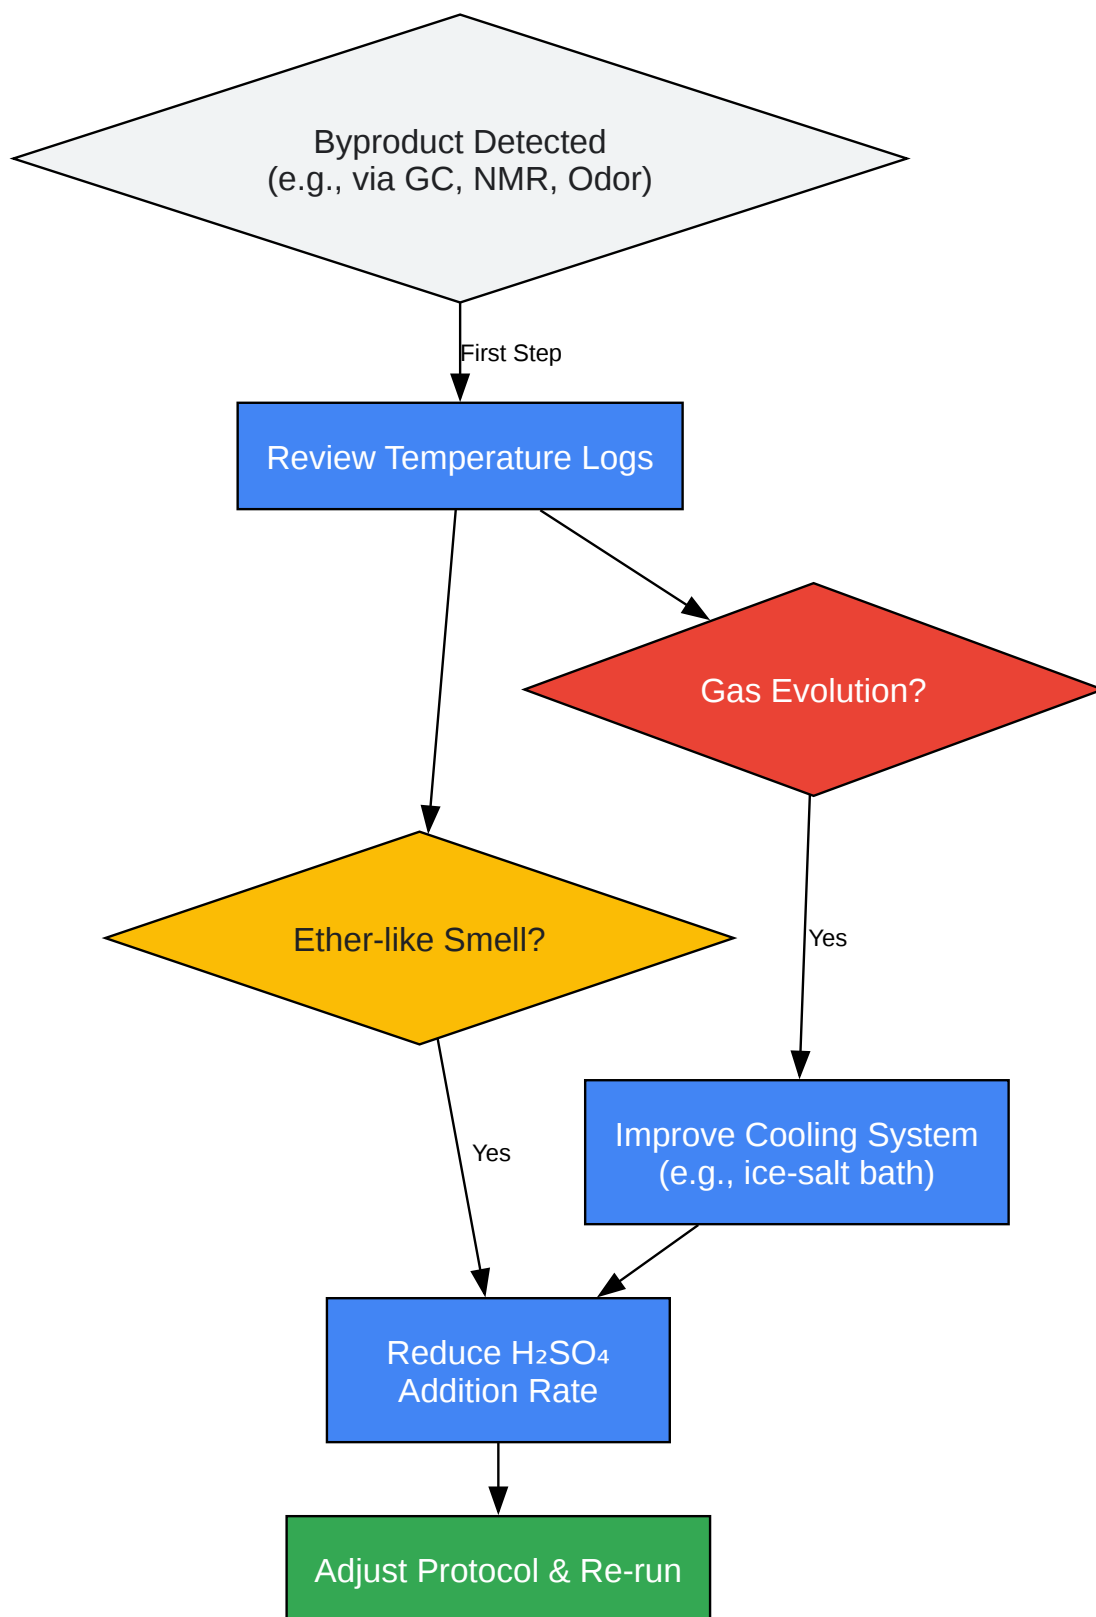 Byproduct Detected
(e.g., via GC, NMR, Odor)
First Step
Review Temperature Logs
Gas Evolution?
Ether-like Smell?
Yes
Improve Cooling System
(e.g., ice-salt bath)
Yes
Reduce H₂SO₄
Addition Rate
Adjust Protocol & Re-run